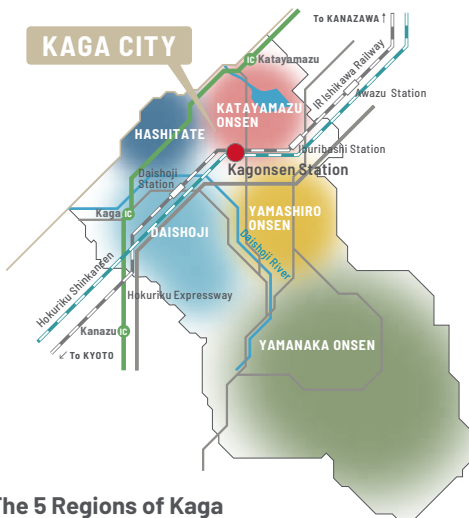 To KANAZAWA ↑
KAGA CITY
IC Katayamazu
IR Ishikawa Railway
Awazu Station
KATAYAMAZU
ONSEN
HASHITATE
Iburihashi Station
Kagonsen Station
Daishoji
Station
Kaga IC
YAMASHIRO
ONSEN
DAISHOJI
Daishoji River
Hokuriku Shinkansen
Hokuriku Expressway
Kanazu IC
YAMANAKA ONSEN
↙ To KYOTO
The 5 Regions of Kaga